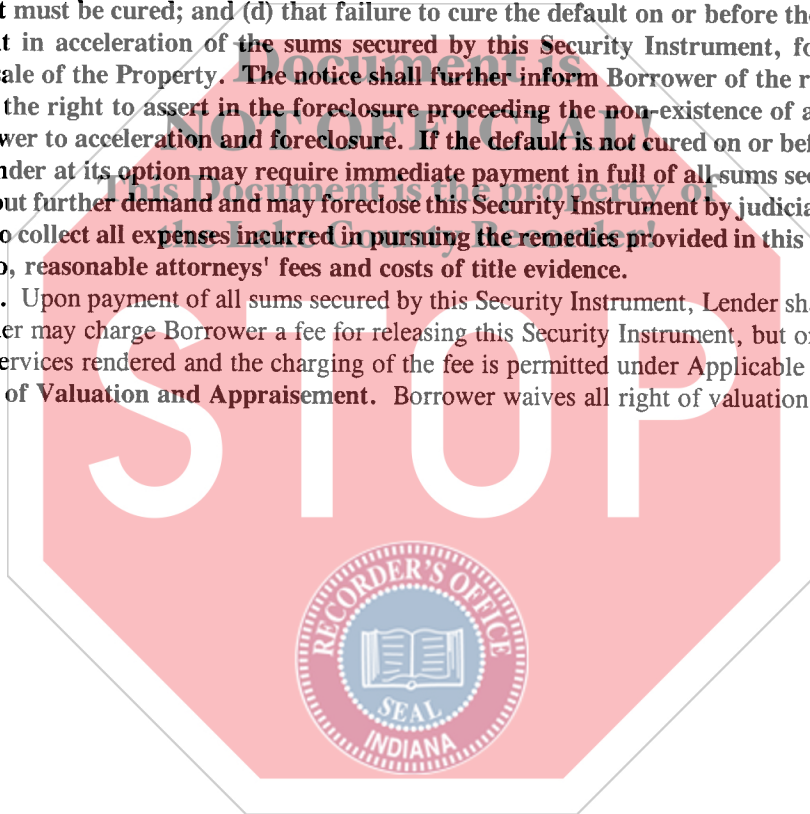 t must be cured; and (d) that failure to cure the default on or before the
t in acceleration of the sums secured by this Security Instrument, fo
ale of the Property. The notice shall further inform Borrower of the r
the right to assert in the foreclosure proceeding the non-existence of a
wer to acceleration and foreclosure. If the default is not cured on or bef
nder at its option may require immediate payment in full of all sums sec
out further demand and may foreclose this Security Instrument by judicia
o collect all expenses incurred in pursuing the remedies provided in this
o, reasonable attorneys' fees and costs of title evidence.
. Upon payment of all sums secured by this Security Instrument, Lender sha
er may charge Borrower a fee for releasing this Security Instrument, but on
ervices rendered and the charging of the fee is permitted under Applicable
of Valuation and Appraisement. Borrower waives all right of valuation
Document is
NOT OFFICIAL!
This Document is the property of
the Lake County Recorder!
STOP
RECORDER'S OFFICE
SEAL
INDIANA